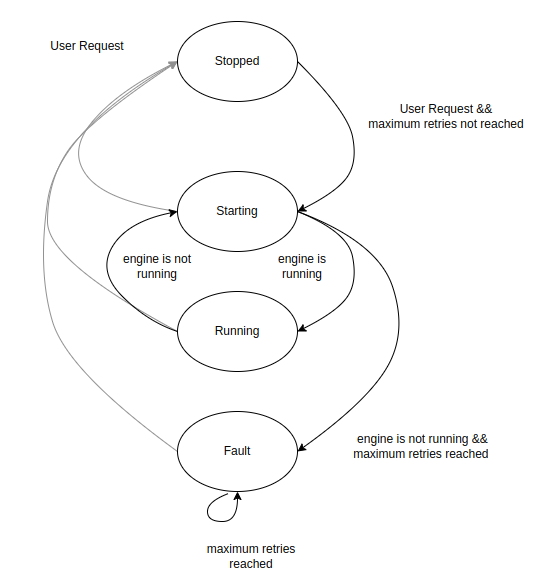 User Request
Stopped
User Request &&
maximum retries not reached
Starting
engine is not
running
engine is
running
Running
engine is not running &&
maximum retries reached
Fault
maximum retries
reached